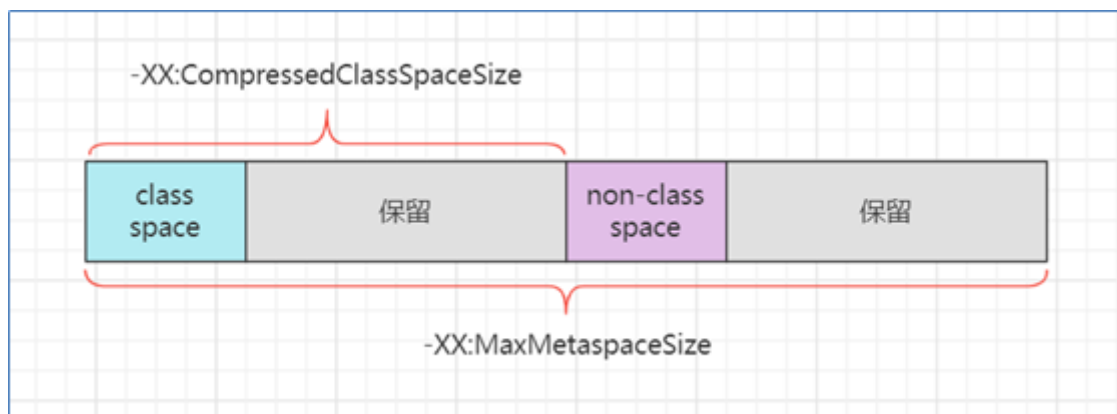 -XX:CompressedClassSpaceSize
class
space
保留
non-class
space
保留
-XX:MaxMetaspaceSize